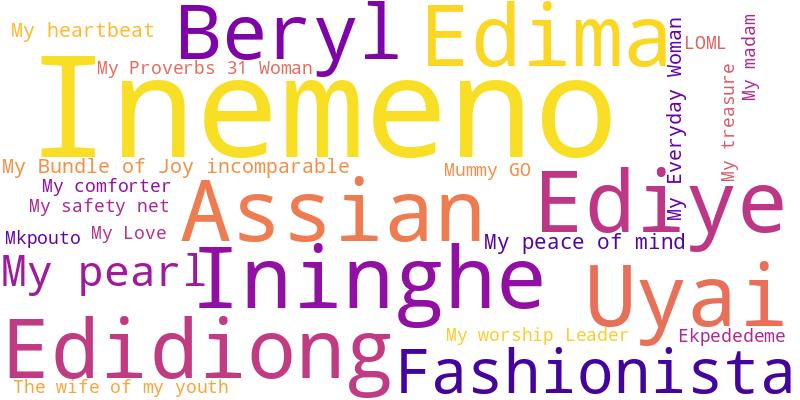 My heartbeat
Beryl
Edima
My Everyday Woman
LOML
My madam
My Proverbs 31 Woman
Inemeno
My treasure
My Bundle of Joy incomparable
Mummy GO
My comforter
Assian
Ediye
My safety net
Mkpouto
My Love
My peace of mind
My pearl
Ininghe
Uyai
Edidiong
My worship Leader
Ekpededeme
Fashionista
The wife of my youth